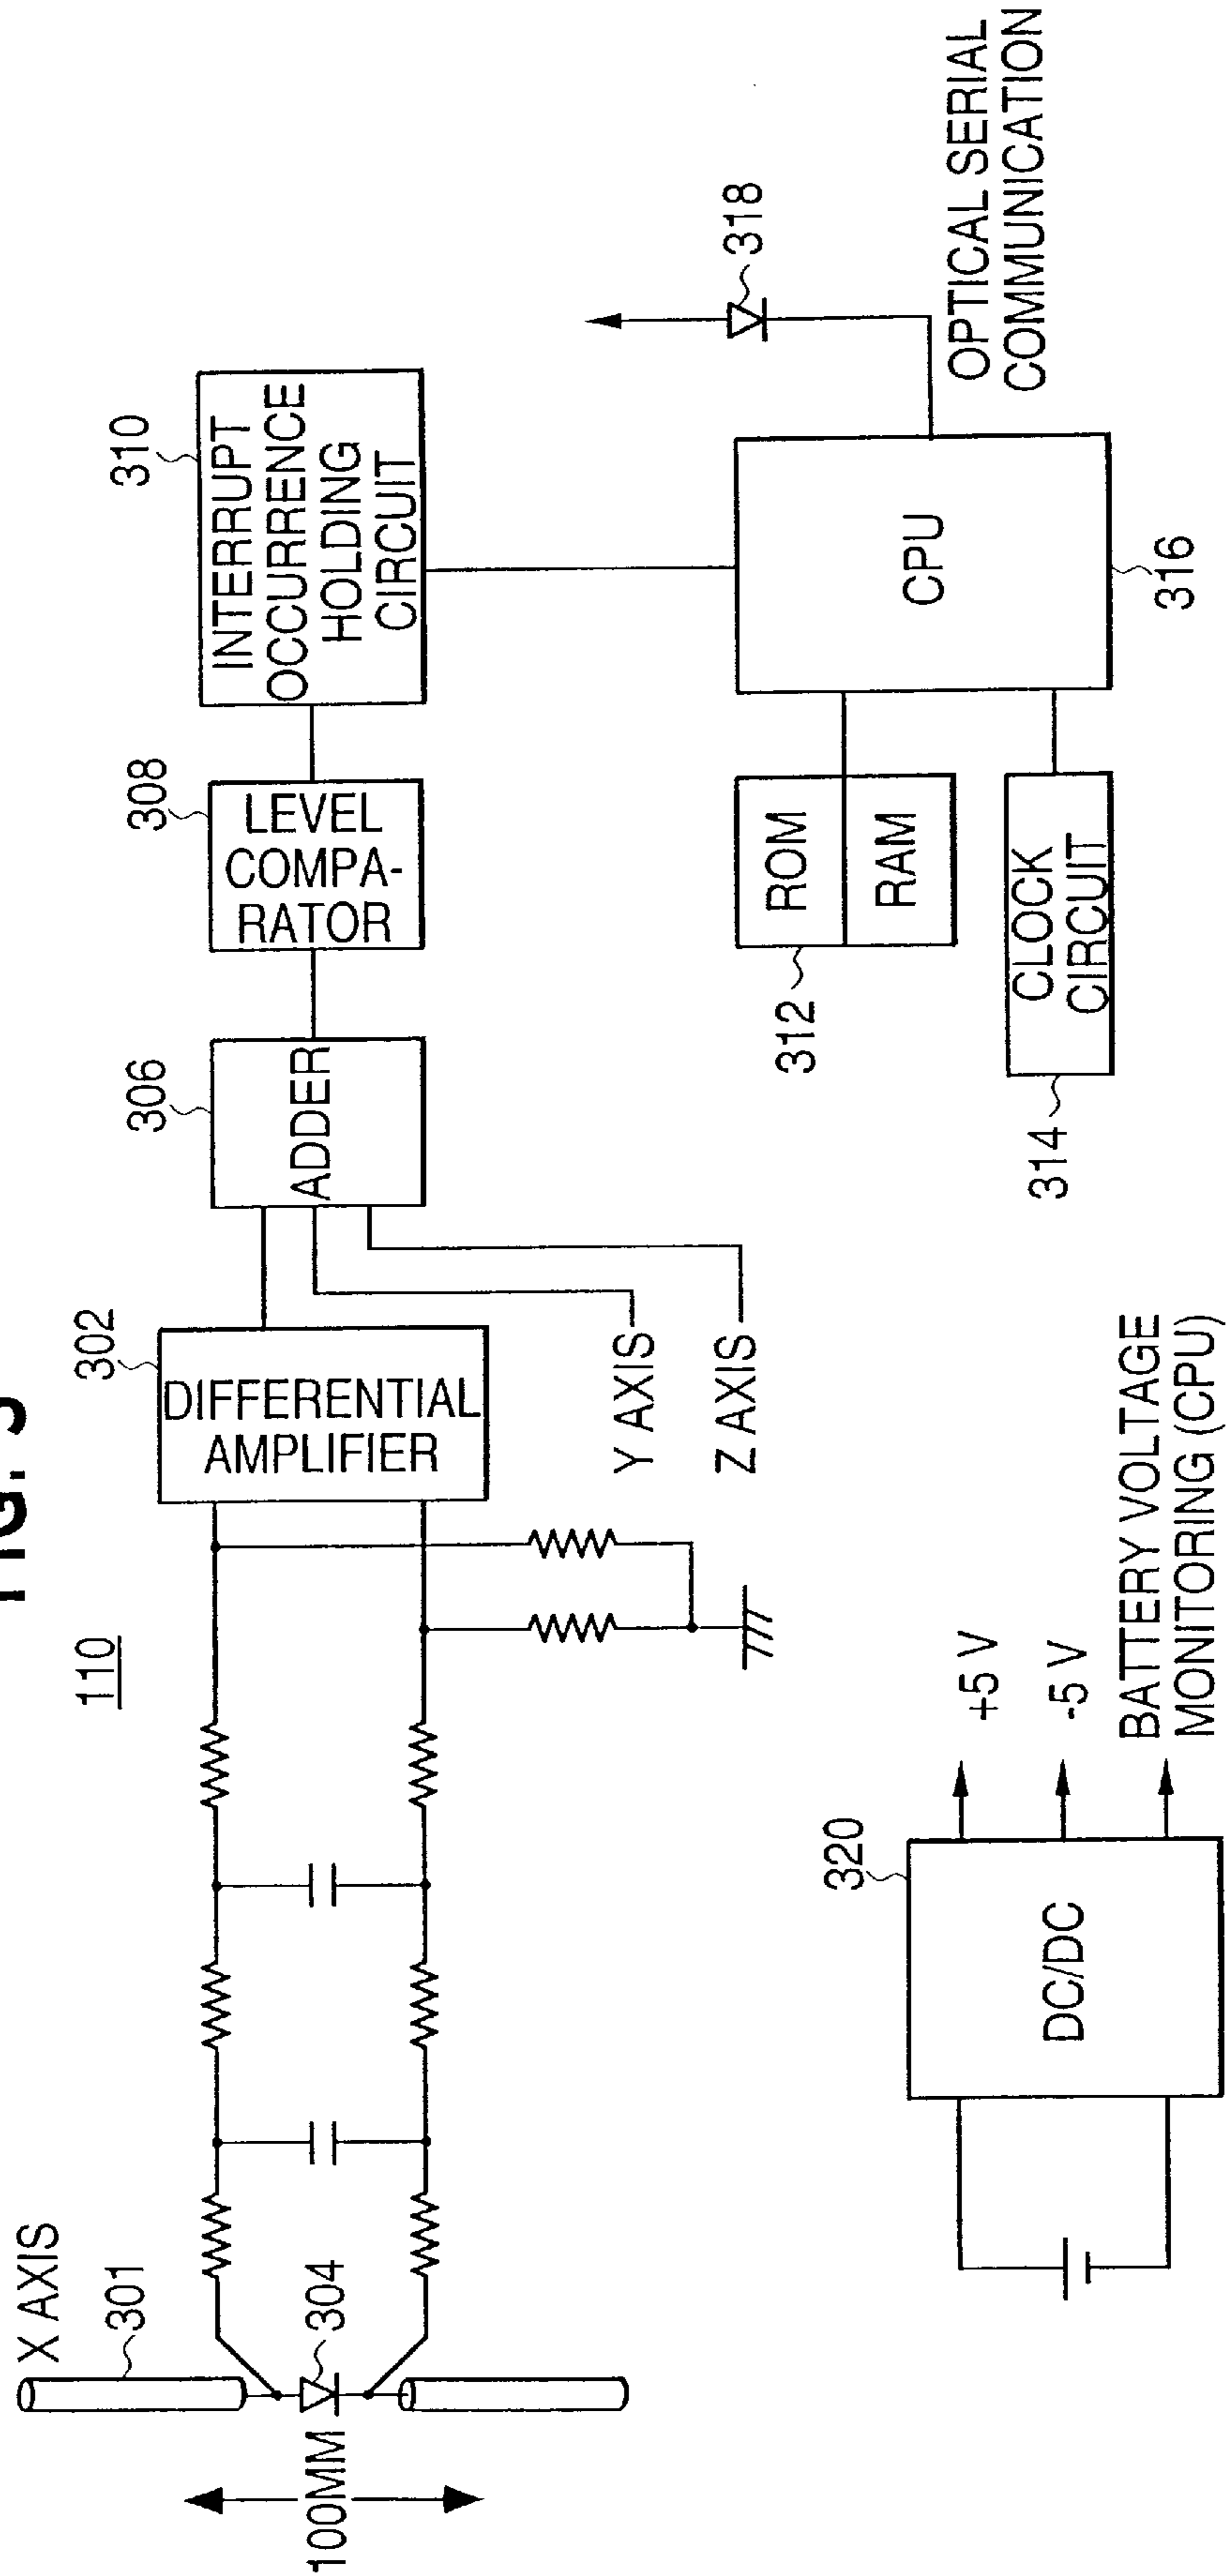 FIG. 3
110
X AXIS
301
304
100MM
302
DIFFERENTIAL
AMPLIFIER
Y AXIS
Z AXIS
306
ADDER
308
LEVEL
COMPA-
RATOR
310
INTERRUPT
OCCURRENCE
HOLDING
CIRCUIT
318
OPTICAL SERIAL
COMMUNICATION
CPU
316
ROM
RAM
312
CLOCK
CIRCUIT
314
320
DC/DC
+5 V
-5 V
BATTERY VOLTAGE
MONITORING (CPU)